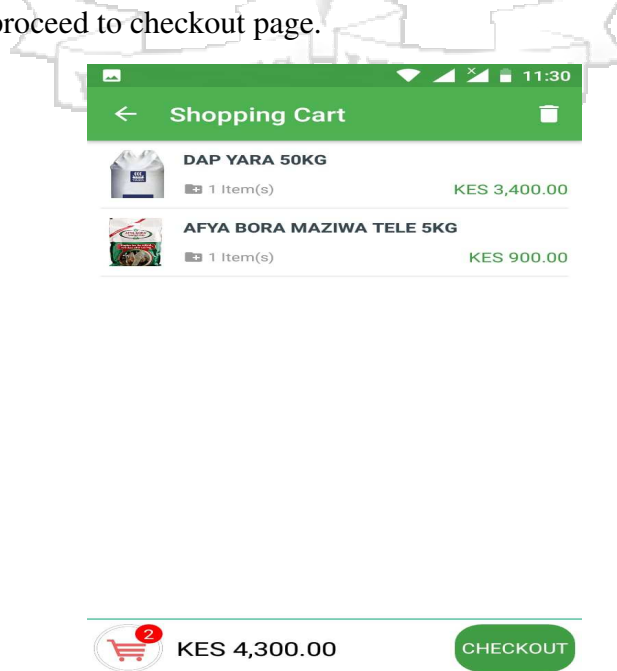 proceed to checkout page.
11:30
Shopping Cart
DAP YARA 50KG
1 Item(s)
KES 3,400.00
AFYA BORA MAZIWA TELE 5KG
1 Item(s)
KES 900.00
2
KES 4,300.00
CHECKOUT